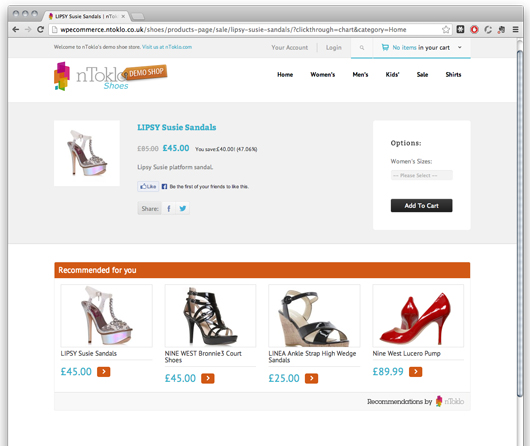 LIPSY Susie Sandals | nTok
wpecommerce.ntoklo.co.uk/shoes/products-page/sale/lipsy-susie-sandals/?clickthrough=chart&category=Home
Welcome to nToklo's demo shoe store. Visit us at nToklo.com
Your Account
Login
No items in your cart
nToklo DEMO SHOP
Shoes
Home Women's Men's Kids' Sale Shirts
LIPSY Susie Sandals
£85.00 £45.00 You save:£40.00! (47.06%)
Lipsy Susie platform sandal.
Like Be the first of your friends to like this.
Share:
Options:
Women's Sizes:
--- Please Select ---
Add To Cart
Recommended for you
LIPSY Susie Sandals
£45.00
NINE WEST Bronnie3 Court
Shoes
£45.00
LINEA Ankle Strap High Wedge
Sandals
£25.00
Nine West Lucero Pump
£89.99
Recommendations by nToklo